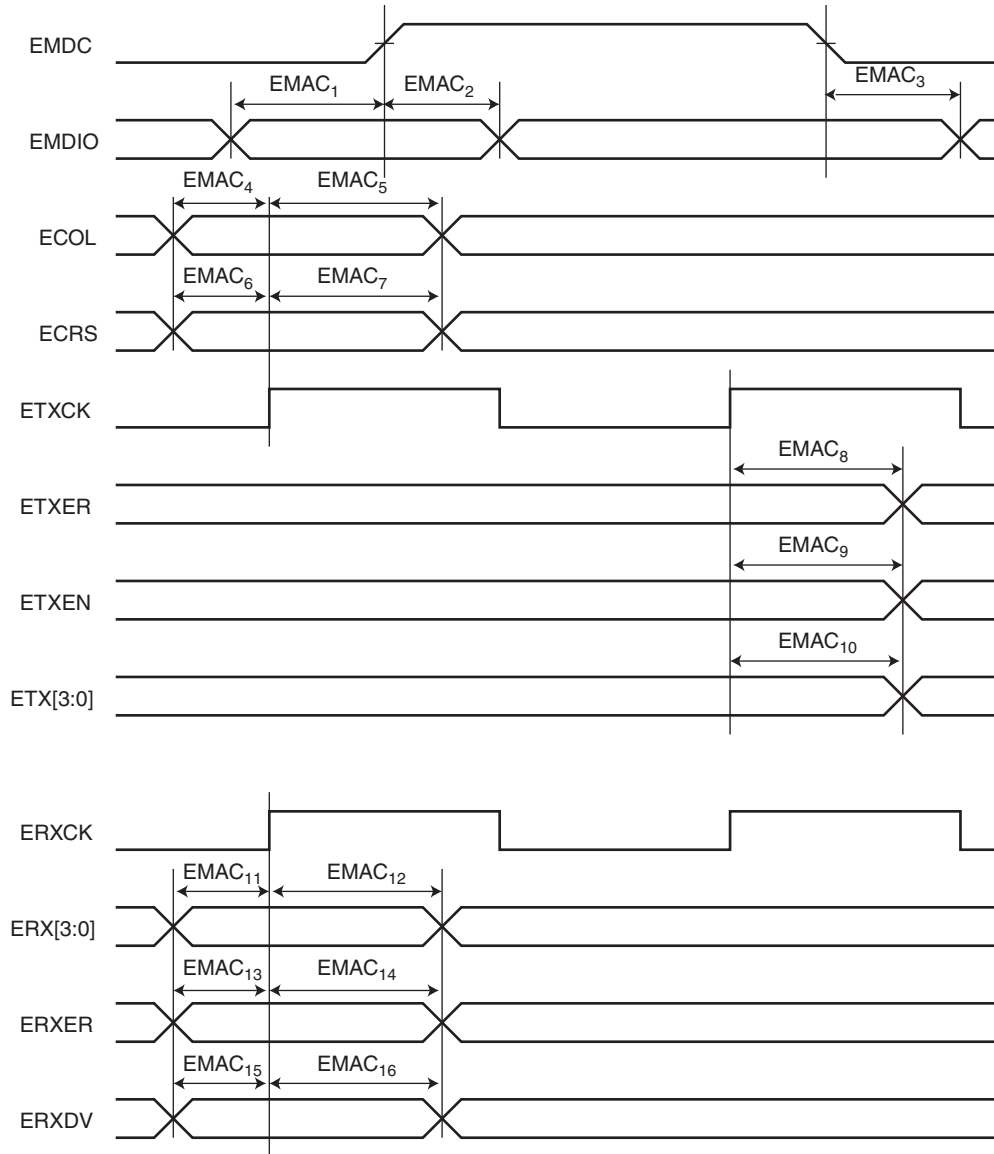 EMDC
EMAC1 EMAC2 EMAC3
EMDIO
EMAC4 EMAC5
ECOL
EMAC6 EMAC7
ECRS
ETXCK
EMAC8
ETXER
EMAC9
ETXEN
EMAC10
ETX[3:0]
ERXCK
EMAC11 EMAC12
ERX[3:0]
EMAC13 EMAC14
ERXER
EMAC15 EMAC16
ERXDV